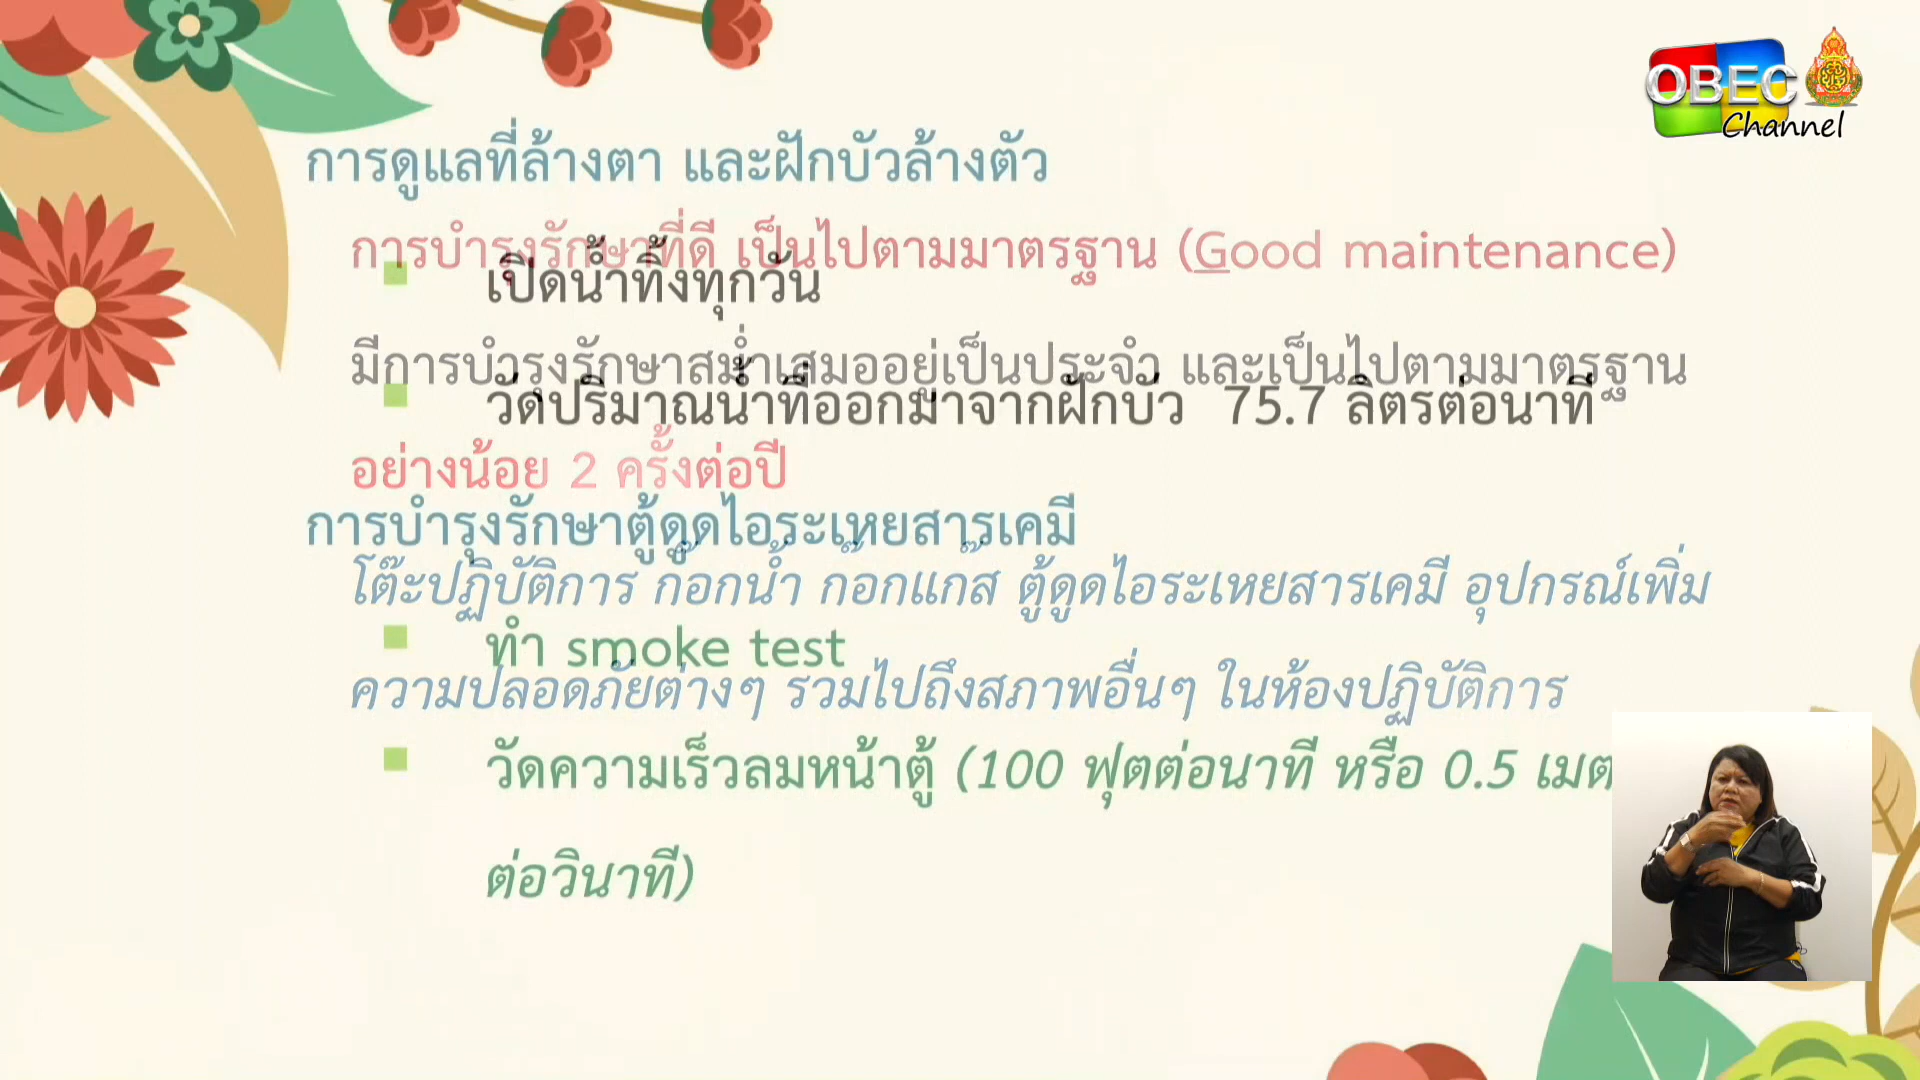 OBEC
Channel
การดูแลที่ล้างตา และฝักบัวล้างตัว
การบำรุงรักษาที่ดี เป็นไปตามมาตรฐาน (Good maintenance)
เปิดน้ำทิ้งทุกวัน
มีการบำรุงรักษาสม่ำเสมออยู่เป็นประจำ และเป็นไปตามมาตรฐาน
วัดปริมาณน้ำที่ออกมาจากฝักบัว 75.7 ลิตรต่อนาที
อย่างน้อย 2 ครั้งต่อปี
การบำรุงรักษาตู้ดูดไอระเหยสารเคมี
โต๊ะปฏิบัติการ ก๊อกน้ำ ก๊อกแก๊ส ตู้ดูดไอระเหยสารเคมี อุปกรณ์เพิ่ม
ทำ smoke test
ความปลอดภัยต่างๆ รวมไปถึงสภาพอื่นๆ ในห้องปฏิบัติการ
วัดความเร็วลมหน้าตู้ (100 ฟุตต่อนาที หรือ 0.5 เมต
ต่อวินาที)